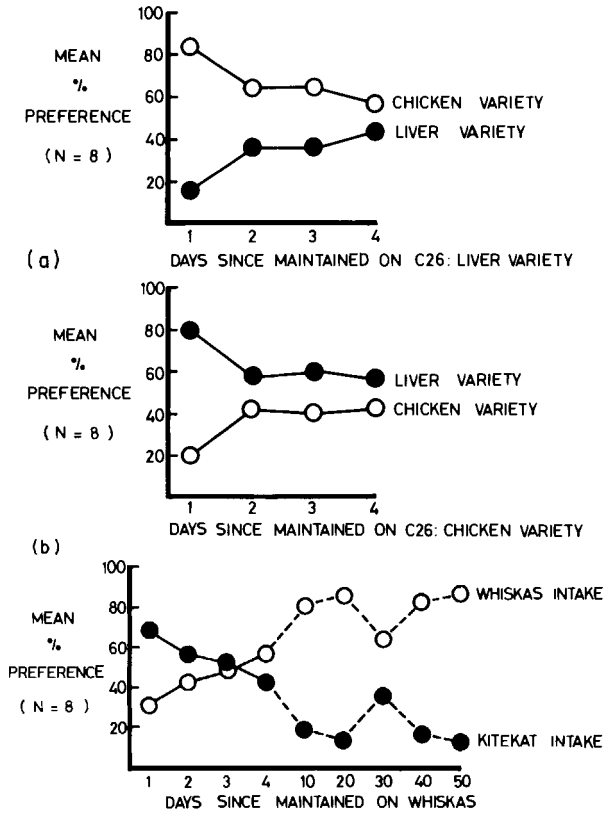 100
80
60
40
20
MEAN
%
PREFERENCE
(N = 8)
CHICKEN VARIETY
LIVER VARIETY
1 2 3 4
(a) DAYS SINCE MAINTAINED ON C26: LIVER VARIETY
100
80
60
40
20
MEAN
%
PREFERENCE
(N = 8)
LIVER VARIETY
CHICKEN VARIETY
1 2 3 4
DAYS SINCE MAINTAINED ON C26: CHICKEN VARIETY
(b)
100
80
60
40
20
MEAN
%
PREFERENCE
(N = 8)
WHISKAS INTAKE
KITEKAT INTAKE
1 2 3 4 10 20 30 40 50
DAYS SINCE MAINTAINED ON WHISKAS